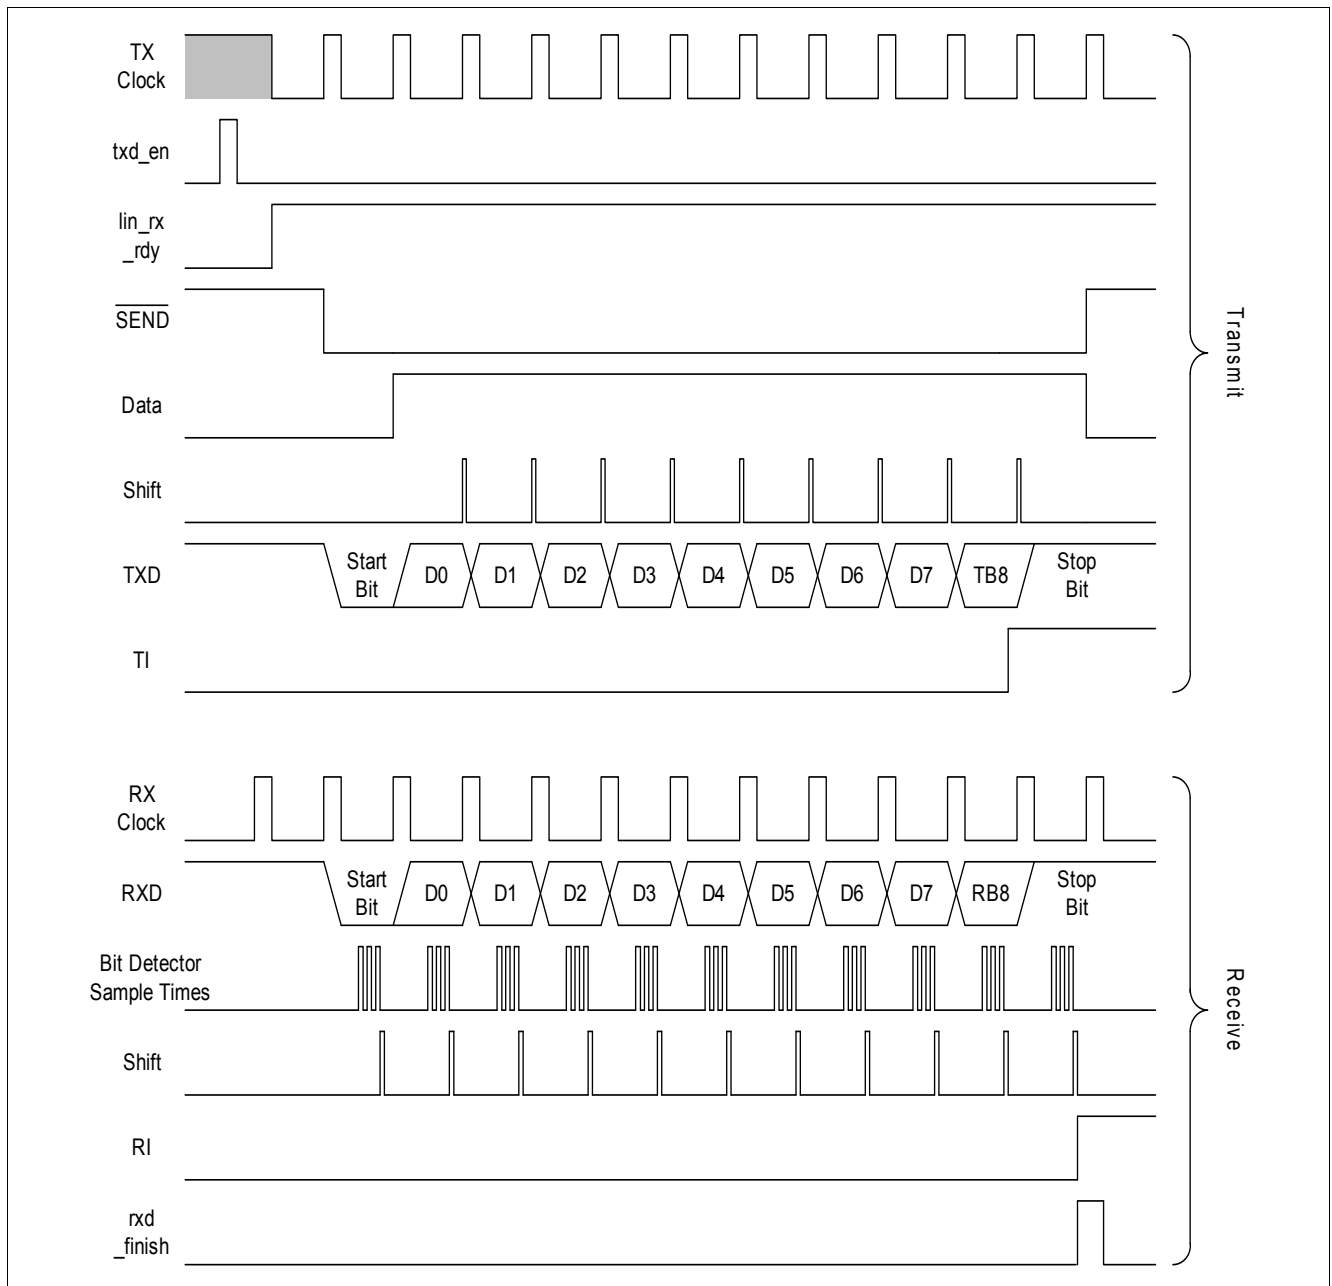 TX
Clock
txd_en
lin_rx
_rdy
SEND
Data
Shift
TXD
Start
Bit
D0
D1
D2
D3
D4
D5
D6
D7
TB8
Stop
Bit
TI
Transmit
RX
Clock
RXD
Start
Bit
D0
D1
D2
D3
D4
D5
D6
D7
RB8
Stop
Bit
Bit Detector
Sample Times
Shift
RI
rxd
_finish
Receive